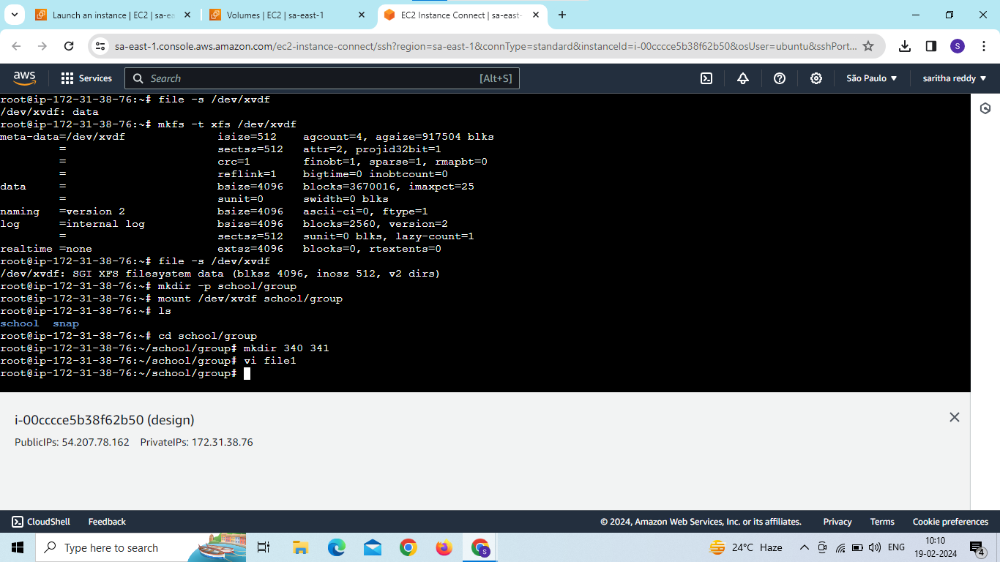 Launch an instance | EC2 | sa-ea
Volumes | EC2 | sa-east-1
EC2 Instance Connect | sa-east-
sa-east-1.console.aws.amazon.com/ec2-instance-connect/ssh?region=sa-east-1&connType=standard&instanceId=i-00cccce5b38f62b50&osUser=ubuntu&sshPort...
S
aws
Services
Search
[Alt+S]
São Paulo
saritha reddy
root@ip-172-31-38-76:~# file -s /dev/xvdf
/dev/xvdf: data
root@ip-172-31-38-76:~# mkfs -t xfs /dev/xvdf
meta-data=/dev/xvdf              isize=512    agcount=4, agsize=917504 blks
         =                       sectsz=512   attr=2, projid32bit=1
         =                       crc=1        finobt=1, sparse=1, rmapbt=0
         =                       reflink=1    bigtime=0 inobtcount=0
data     =                       bsize=4096   blocks=3670016, imaxpct=25
         =                       sunit=0      swidth=0 blks
naming   =version 2              bsize=4096   ascii-ci=0, ftype=1
log      =internal log           bsize=4096   blocks=2560, version=2
         =                       sectsz=512   sunit=0 blks, lazy-count=1
realtime =none                   extsz=4096   blocks=0, rtextents=0
root@ip-172-31-38-76:~# file -s /dev/xvdf
/dev/xvdf: SGI XFS filesystem data (blksz 4096, inosz 512, v2 dirs)
root@ip-172-31-38-76:~# mkdir -p school/group
root@ip-172-31-38-76:~# mount /dev/xvdf school/group
root@ip-172-31-38-76:~# ls
school  snap
root@ip-172-31-38-76:~# cd school/group
root@ip-172-31-38-76:~/school/group# mkdir 340 341
root@ip-172-31-38-76:~/school/group# vi file1
root@ip-172-31-38-76:~/school/group#
i-00cccce5b38f62b50 (design)
PublicIPs: 54.207.78.162    PrivateIPs: 172.31.38.76
CloudShell
Feedback
© 2024, Amazon Web Services, Inc. or its affiliates.
Privacy
Terms
Cookie preferences
Type here to search
S
24°C Haze
ENG
10:10
19-02-2024
4